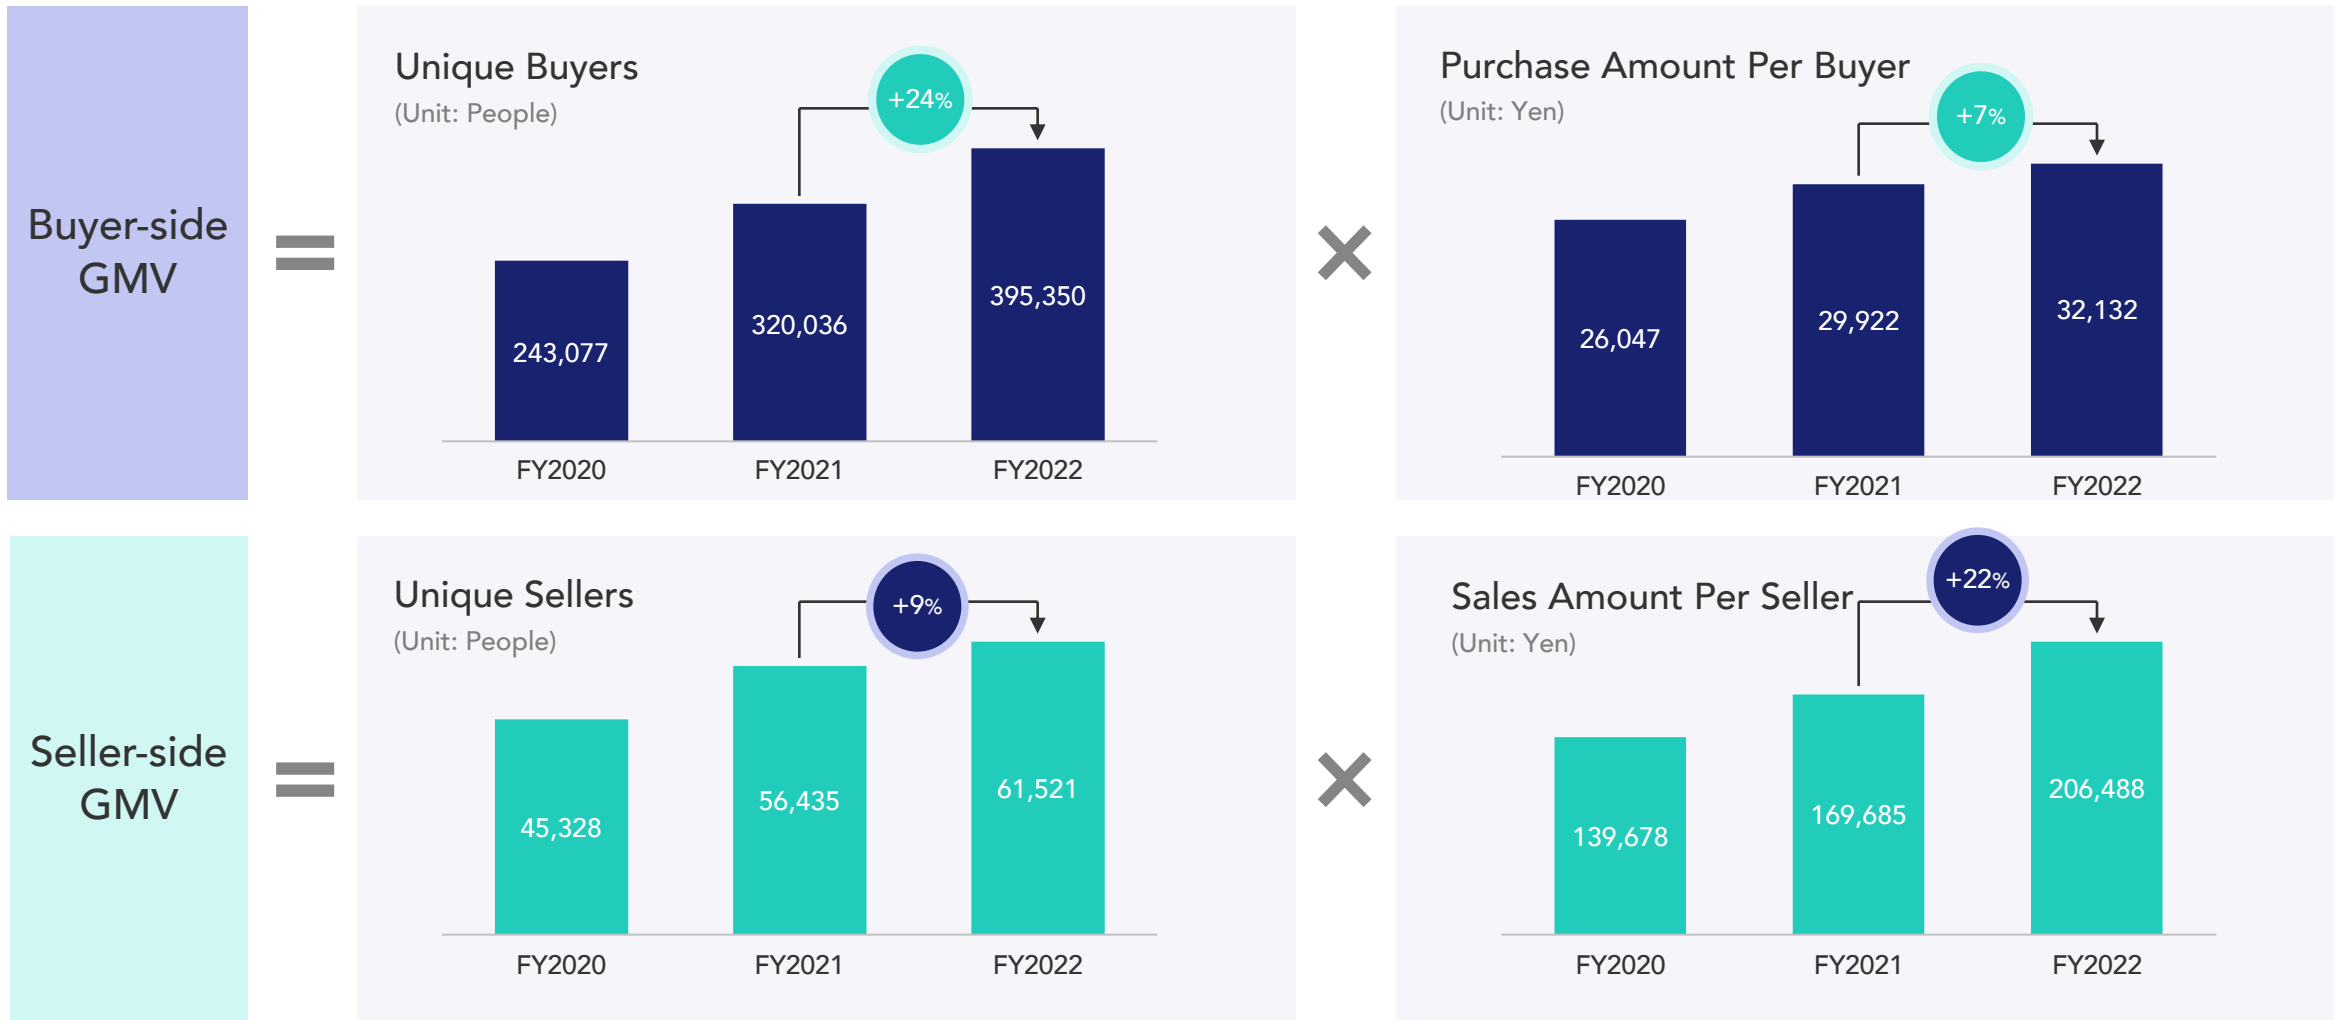 Buyer-side
GMV
=
Unique Buyers
(Unit: People)
+24%
243,077
320,036
395,350
FY2020
FY2021
FY2022
×
Purchase Amount Per Buyer
(Unit: Yen)
+7%
26,047
29,922
32,132
FY2020
FY2021
FY2022
Seller-side
GMV
=
Unique Sellers
(Unit: People)
+9%
45,328
56,435
61,521
FY2020
FY2021
FY2022
×
Sales Amount Per Seller
(Unit: Yen)
+22%
139,678
169,685
206,488
FY2020
FY2021
FY2022